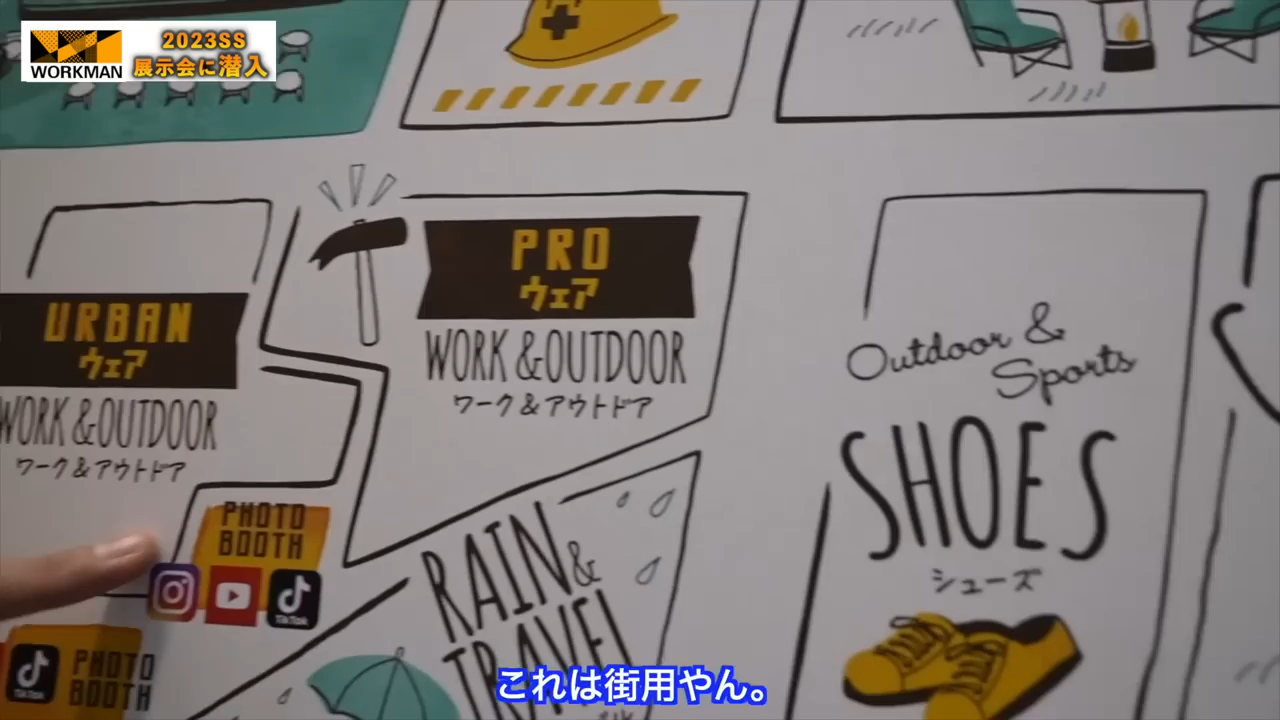 WORKMAN
2023SS
展示会に潜入
PRO
ウェア
WORK & OUTDOOR
ワーク&アウトドア
URBAN
ウェア
WORK & OUTDOOR
ワーク&アウトドア
Outdoor &
Sports
SHOES
シューズ
PHOTO
BOOTH
TikTok
RAIN &
TRAVEL
TikTok
PHOTO
BOOTH
これは街用やん。